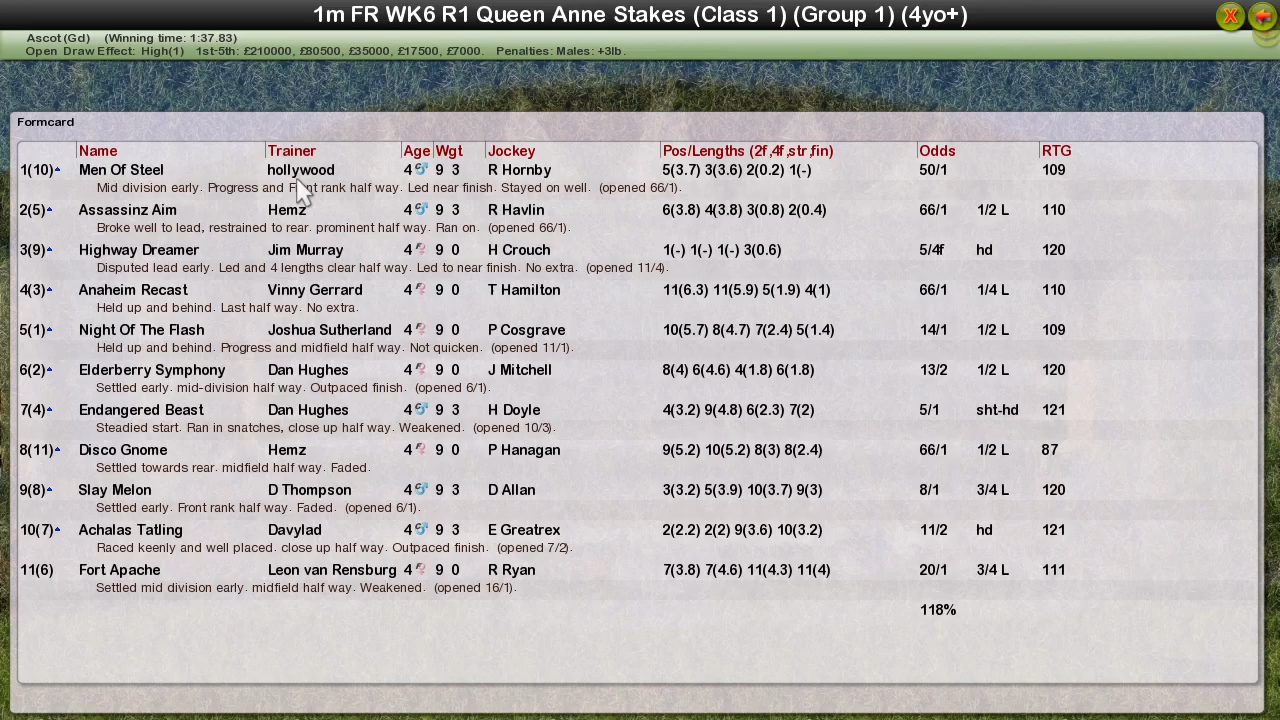 1m FR WK6 R1 Queen Anne Stakes (Class 1) (Group 1) (4yo+)
X
Ascot(Gd) (Winning time: 1:37.83)
Open Draw Effect: High(1) 1st-5th: £210000, £80500, £35000, £17500, £7000. Penalties: Males: +3lb.
Formcard
Name Trainer Age Wgt Jockey Pos/Lengths (2f,4f,str,fin) Odds RTG
1(10) Men Of Steel hollywood 4♂ 9 3 R Hornby 5(3.7) 3(3.6) 2(0.2) 1(-) 50/1 109
Mid division early. Progress and Front rank half way. Led near finish. Stayed on well. (opened 66/1).
2(5) Assassinz Aim Hemz 4♂ 9 3 R Havlin 6(3.8) 4(3.8) 3(0.8) 2(0.4) 66/1 1/2 L 110
Broke well to lead, restrained to rear. prominent half way. Ran on. (opened 66/1).
3(9) Highway Dreamer Jim Murray 4♀ 9 0 H Crouch 1(-) 1(-) 1(-) 3(0.6) 5/4f hd 120
Disputed lead early. Led and 4 lengths clear half way. Led to near finish. No extra. (opened 11/4).
4(3) Anaheim Recast Vinny Gerrard 4♀ 9 0 T Hamilton 11(6.3) 11(5.9) 5(1.9) 4(1) 66/1 1/4 L 110
Held up and behind. Last half way. No extra.
5(1) Night Of The Flash Joshua Sutherland 4♀ 9 0 P Cosgrave 10(5.7) 8(4.7) 7(2.4) 5(1.4) 14/1 1/2 L 109
Held up and behind. Progress and midfield half way. Not quicken. (opened 11/1).
6(2) Elderberry Symphony Dan Hughes 4♀ 9 0 J Mitchell 8(4) 6(4.6) 4(1.8) 6(1.8) 13/2 1/2 L 120
Settled early. mid-division half way. Outpaced finish. (opened 6/1).
7(4) Endangered Beast Dan Hughes 4♂ 9 3 H Doyle 4(3.2) 9(4.8) 6(2.3) 7(2) 5/1 sht-hd 121
Steadied start. Ran in snatches, close up half way. Weakened. (opened 10/3).
8(11) Disco Gnome Hemz 4♀ 9 0 P Hanagan 9(5.2) 10(5.2) 8(3) 8(2.4) 66/1 1/2 L 87
Settled towards rear. midfield half way. Faded.
9(8) Slay Melon D Thompson 4♂ 9 3 D Allan 3(3.2) 5(3.9) 10(3.7) 9(3) 8/1 3/4 L 120
Settled early. Front rank half way. Faded. (opened 6/1).
10(7) Achalas Tatling Davylad 4♂ 9 3 E Greatrex 2(2.2) 2(2) 9(3.6) 10(3.2) 11/2 hd 121
Raced keenly and well placed. close up half way. Outpaced finish. (opened 7/2).
11(6) Fort Apache Leon van Rensburg 4♀ 9 0 R Ryan 7(3.8) 7(4.6) 11(4.3) 11(4) 20/1 3/4 L 111
Settled mid division early. midfield half way. Weakened. (opened 16/1).
118%